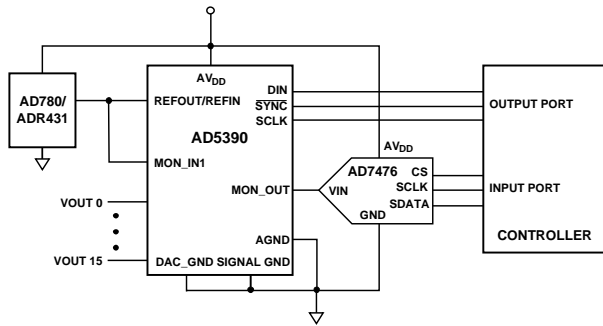 AVDD
AD780/
ADR431
REFOUT/REFIN
AD5390
MON_IN1
MON_OUT
VOUT 0
VOUT 15
AGND
DAC_GND
SIGNAL GND
DIN
SYNC
SCLK
AVDD
AD7476
VIN
CS
SCLK
SDATA
GND
OUTPUT PORT
INPUT PORT
CONTROLLER